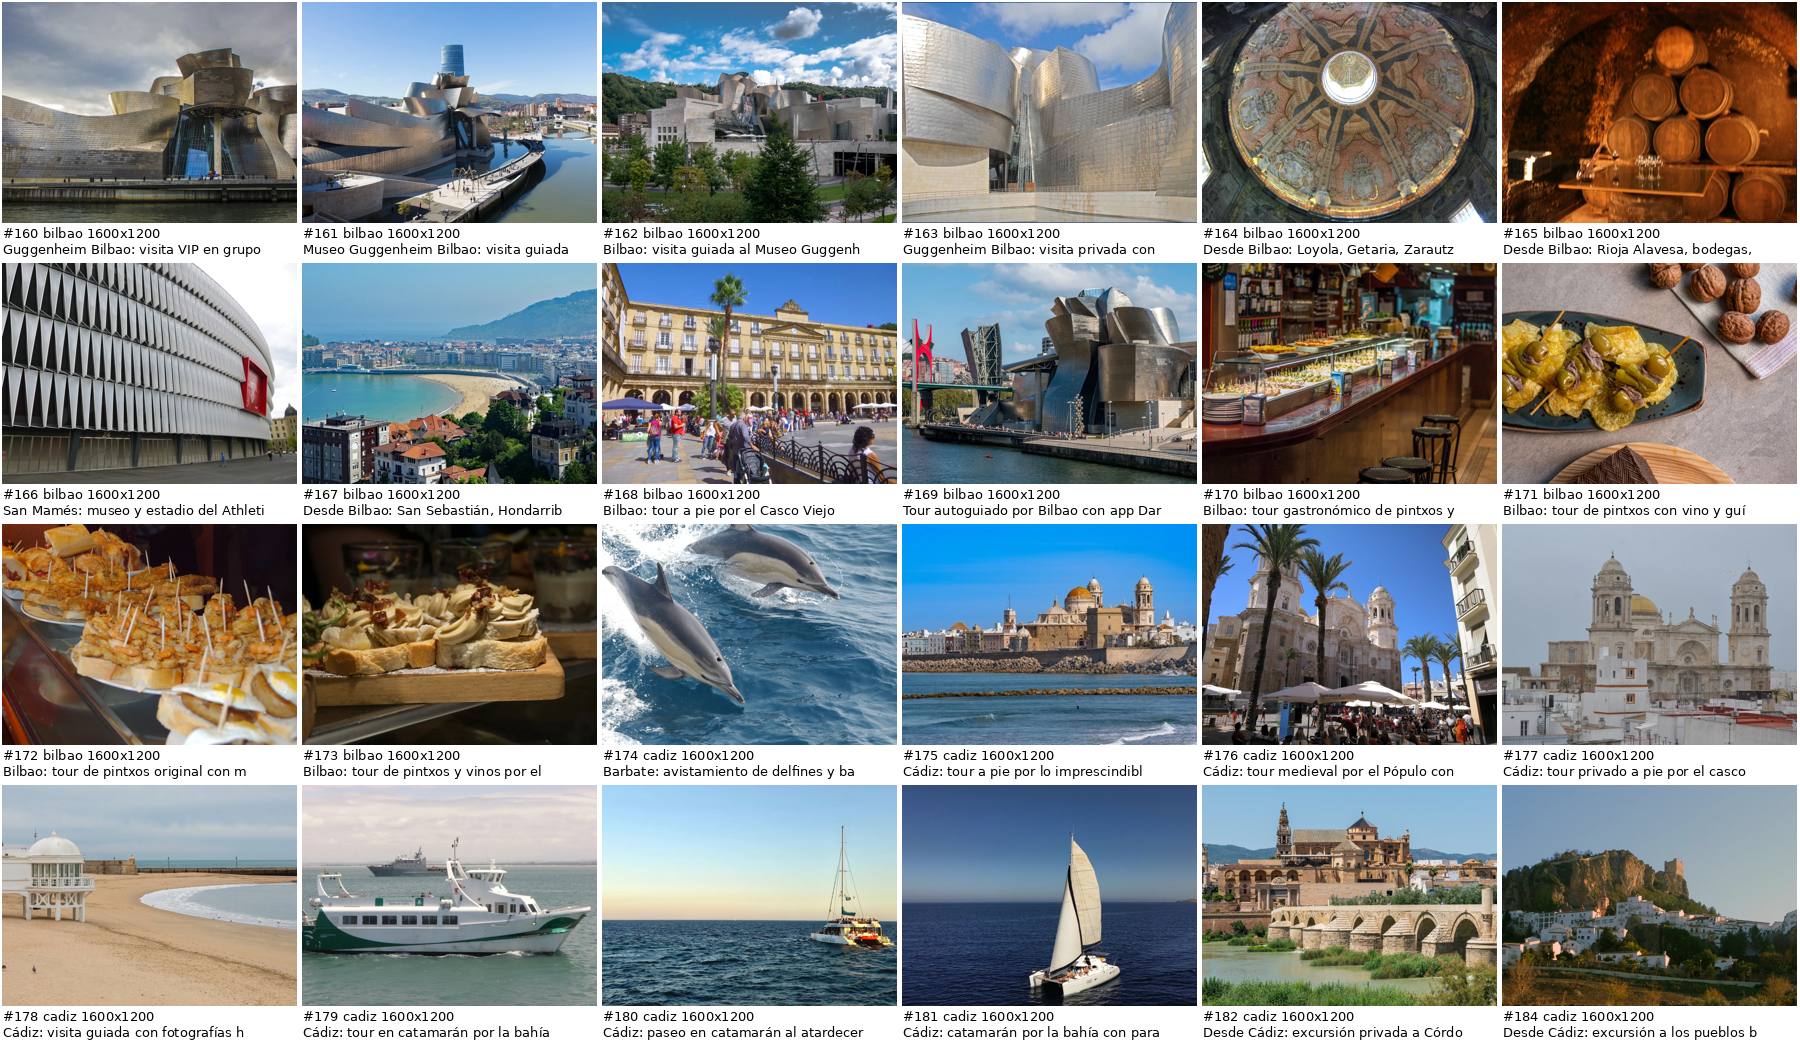 #160 bilbao 1600x1200
Guggenheim Bilbao: visita VIP en grupo
#161 bilbao 1600x1200
Museo Guggenheim Bilbao: visita guiada
#162 bilbao 1600x1200
Bilbao: visita guiada al Museo Guggenh
#163 bilbao 1600x1200
Guggenheim Bilbao: visita privada con
#164 bilbao 1600x1200
Desde Bilbao: Loyola, Getaria, Zarautz
#165 bilbao 1600x1200
Desde Bilbao: Rioja Alavesa, bodegas,
#166 bilbao 1600x1200
San Mamés: museo y estadio del Athleti
#167 bilbao 1600x1200
Desde Bilbao: San Sebastián, Hondarrib
#168 bilbao 1600x1200
Bilbao: tour a pie por el Casco Viejo
#169 bilbao 1600x1200
Tour autoguiado por Bilbao con app Dar
#170 bilbao 1600x1200
Bilbao: tour gastronómico de pintxos y
#171 bilbao 1600x1200
Bilbao: tour de pintxos con vino y guí
#172 bilbao 1600x1200
Bilbao: tour de pintxos original con m
#173 bilbao 1600x1200
Bilbao: tour de pintxos y vinos por el
#174 cadiz 1600x1200
Barbate: avistamiento de delfines y ba
#175 cadiz 1600x1200
Cádiz: tour a pie por lo imprescindibl
#176 cadiz 1600x1200
Cádiz: tour medieval por el Pópulo con
#177 cadiz 1600x1200
Cádiz: tour privado a pie por el casco
#178 cadiz 1600x1200
Cádiz: visita guiada con fotografías h
#179 cadiz 1600x1200
Cádiz: tour en catamarán por la bahía
#180 cadiz 1600x1200
Cádiz: paseo en catamarán al atardecer
#181 cadiz 1600x1200
Cádiz: catamarán por la bahía con para
#182 cadiz 1600x1200
Desde Cádiz: excursión privada a Córdo
#184 cadiz 1600x1200
Desde Cádiz: excursión a los pueblos b